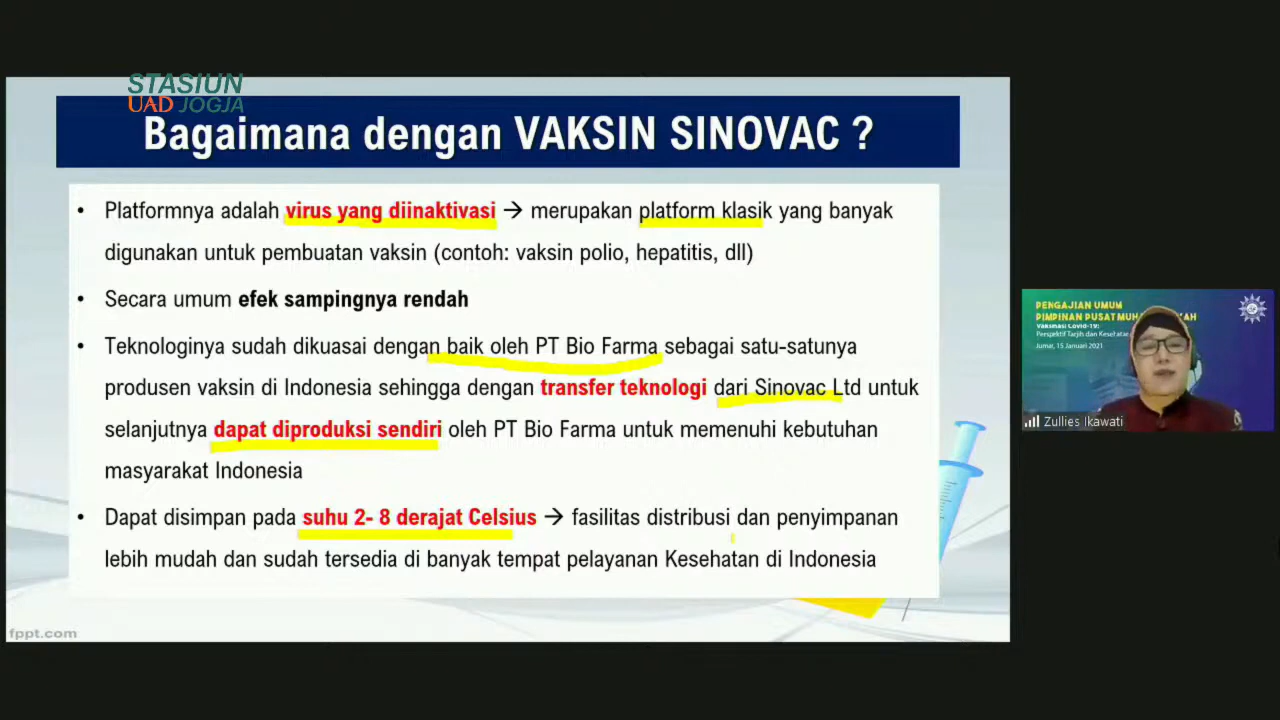 STASIUN
UAD JOGJA
Bagaimana dengan VAKSIN SINOVAC ?
• Platformnya adalah virus yang diinaktivasi → merupakan platform klasik yang banyak
digunakan untuk pembuatan vaksin (contoh: vaksin polio, hepatitis, dll)
• Secara umum efek sampingnya rendah
• Teknologinya sudah dikuasai dengan baik oleh PT Bio Farma sebagai satu-satunya
produsen vaksin di Indonesia sehingga dengan transfer teknologi dari Sinovac Ltd untuk
selanjutnya dapat diproduksi sendiri oleh PT Bio Farma untuk memenuhi kebutuhan
masyarakat Indonesia
• Dapat disimpan pada suhu 2- 8 derajat Celsius → fasilitas distribusi dan penyimpanan
lebih mudah dan sudah tersedia di banyak tempat pelayanan Kesehatan di Indonesia
fppt.com
PENGAJIAN UMUM
PIMPINAN PUSAT
Vaksinasi Covid-19:
Perspektif Tarjih dan Kesehatan
Jumat, 15 Januari 2021
Zullies Ikawati